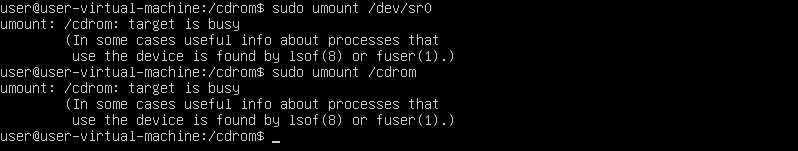 user@user-virtual-machine:/cdrom$ sudo umount /dev/sr0
umount: /cdrom: target is busy
        (In some cases useful info about processes that
         use the device is found by lsof(8) or fuser(1).)
user@user-virtual-machine:/cdrom$ sudo umount /cdrom
umount: /cdrom: target is busy
        (In some cases useful info about processes that
         use the device is found by lsof(8) or fuser(1).)
user@user-virtual-machine:/cdrom$ _